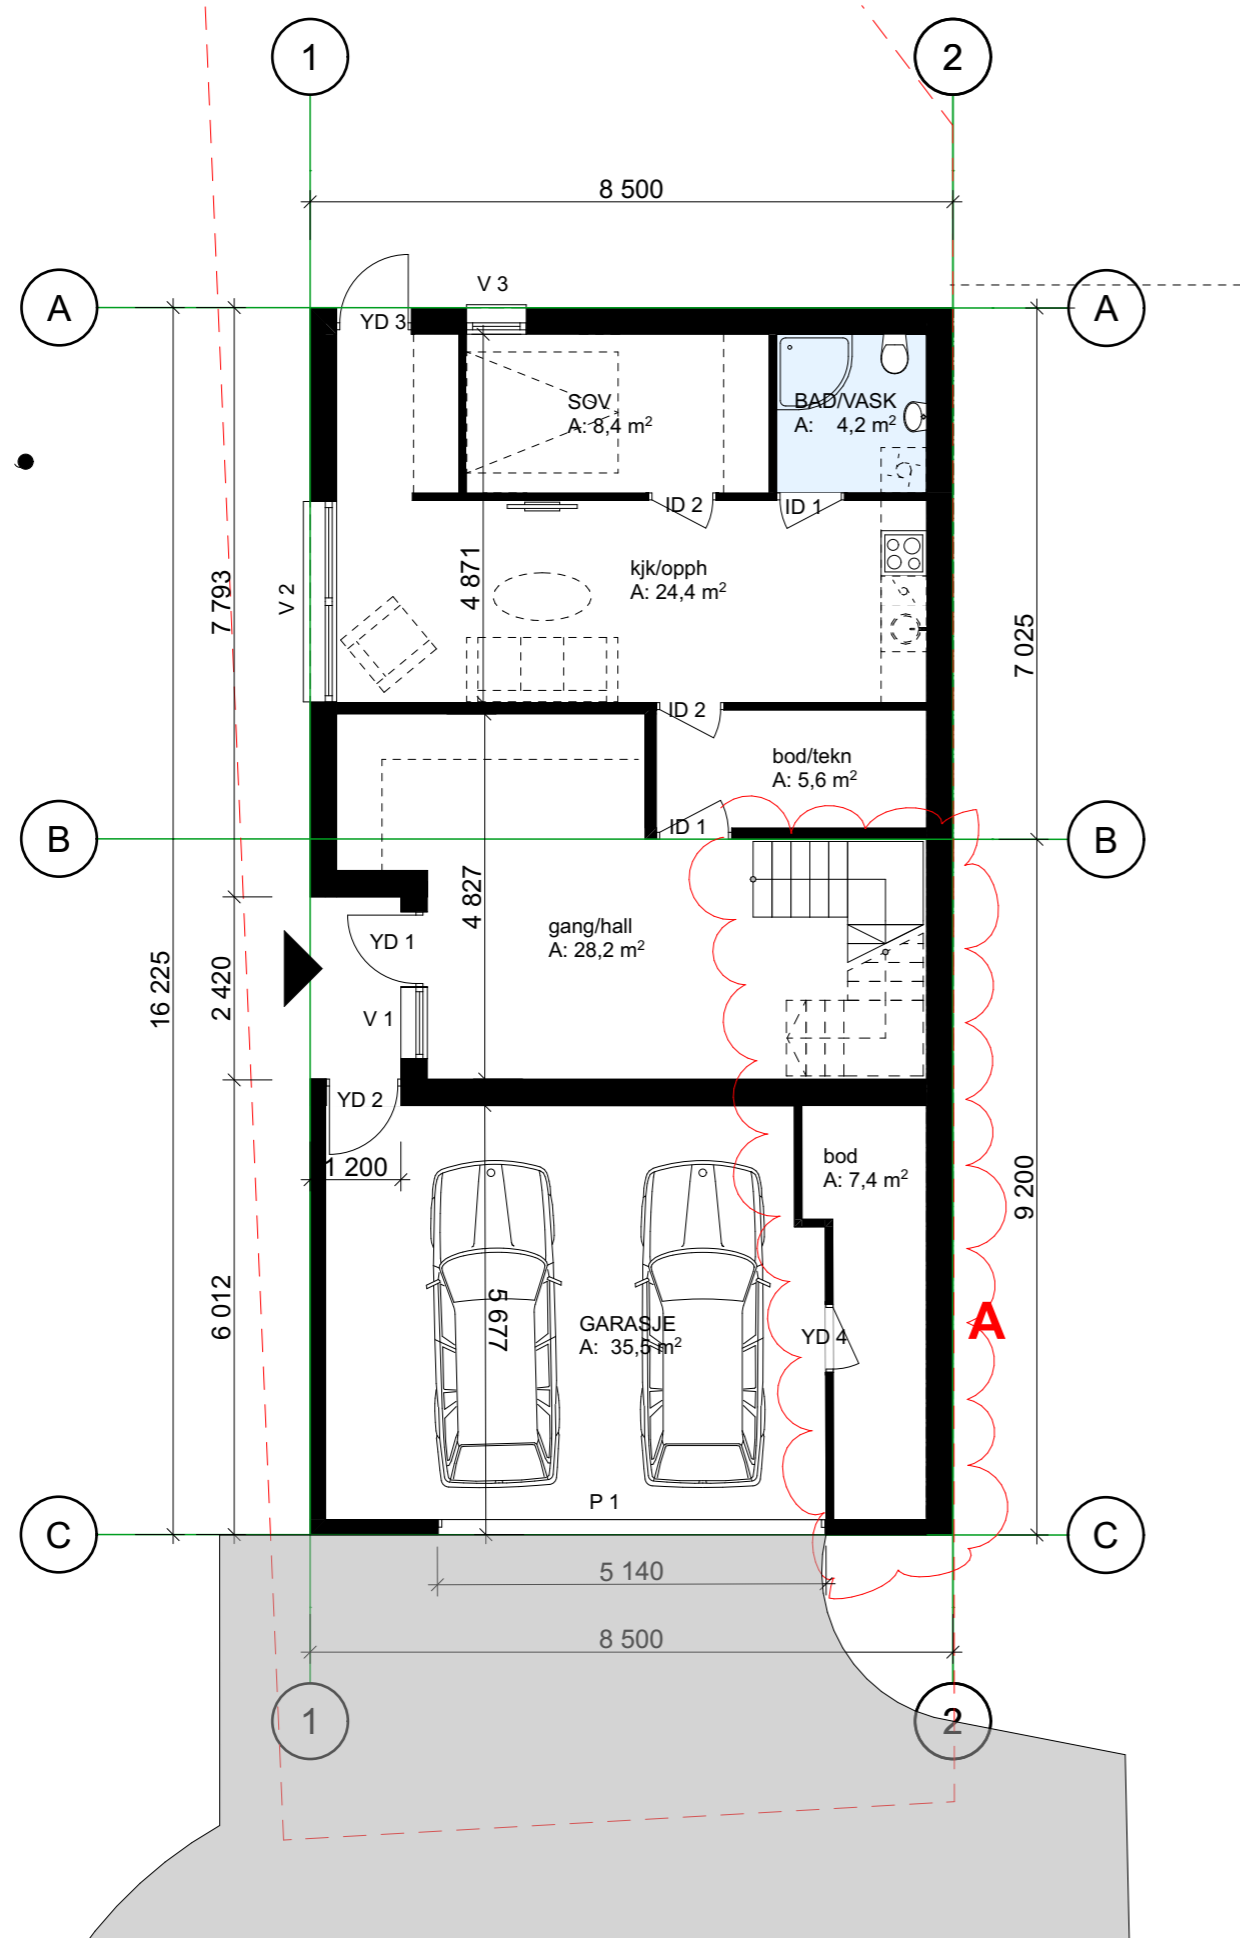 1
2
8 500
V 3
A
A
YD 3
SOV
A: 8,4 m²
BAD/VASK
A: 4,2 m²
ID 2
ID 1
kjk/opph
A: 24,4 m²
4 871
7 793
V 2
7 025
ID 2
bod/tekn
A: 5,6 m²
ID 1
B
B
4 827
gang/hall
A: 28,2 m²
YD 1
16 225
2 420
V 1
YD 2
1 200
bod
A: 7,4 m²
9 200
6 012
5 677
GARASJE
A: 35,5 m²
YD 4
A
P 1
C
C
5 140
8 500
1
2